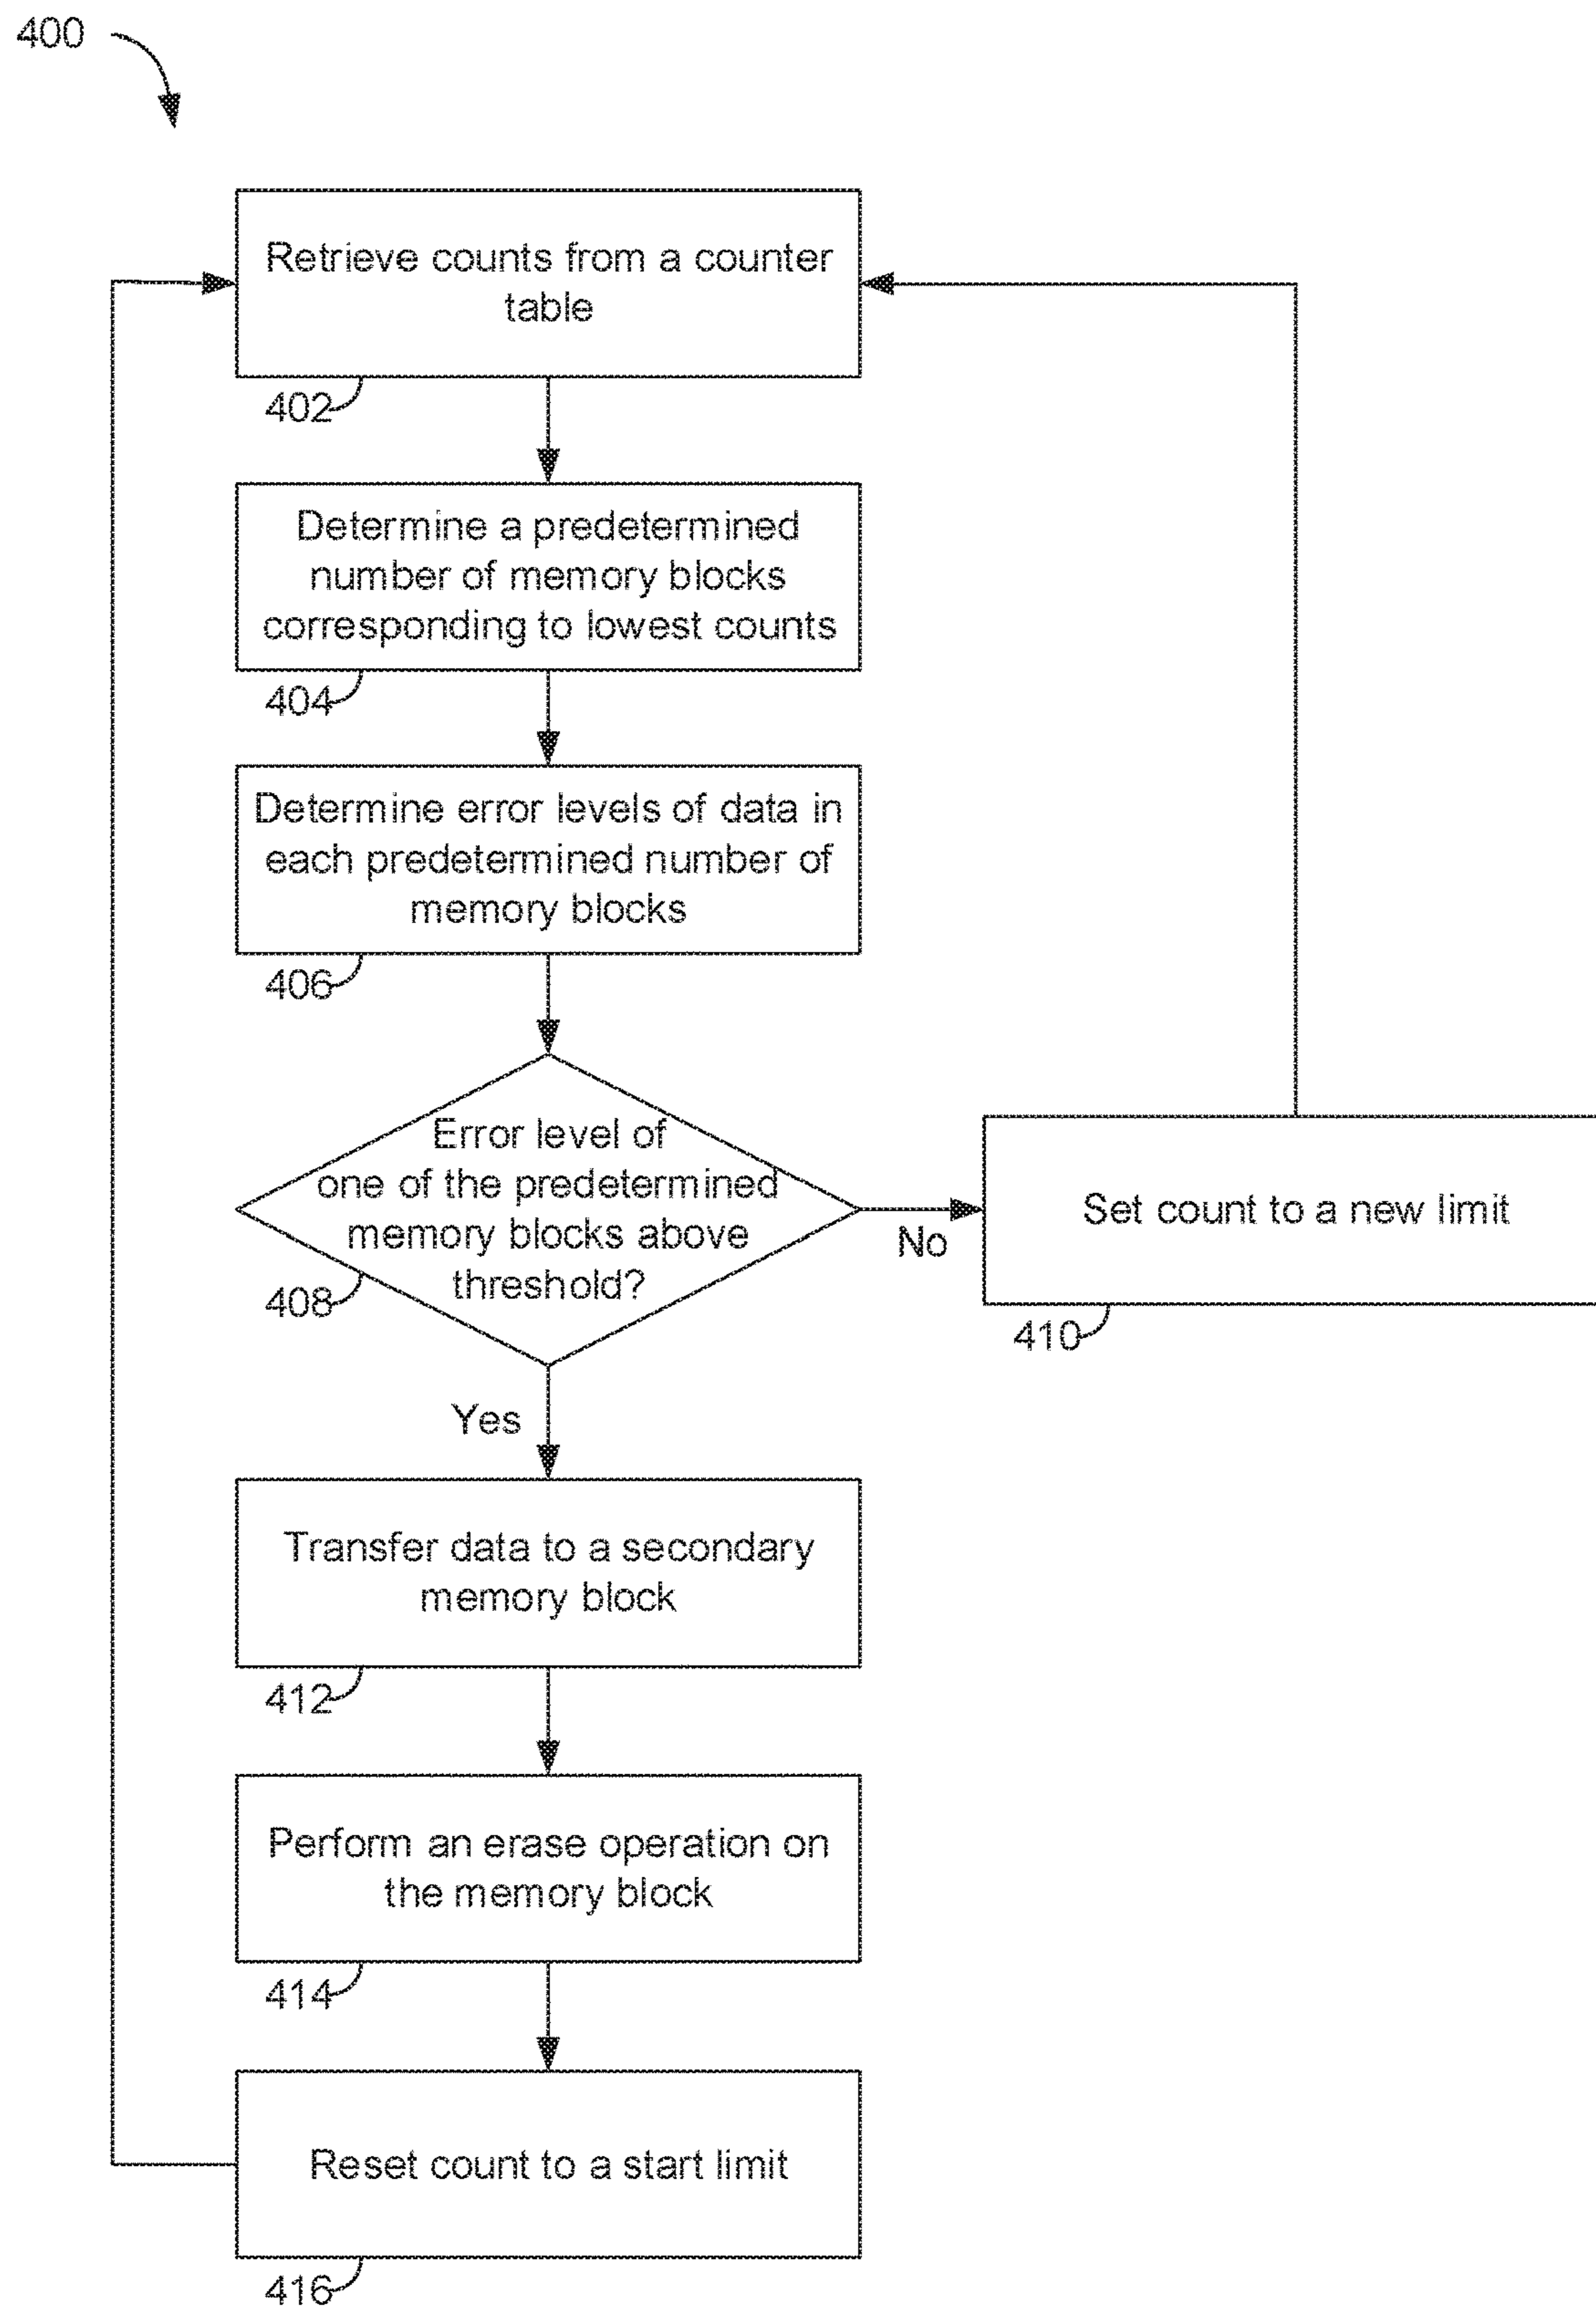 400
Retrieve counts from a counter
table
402
Determine a predetermined
number of memory blocks
corresponding to lowest counts
404
Determine error levels of data in
each predetermined number of
memory blocks
406
Error level of
one of the predetermined
memory blocks above
threshold?
408
No
Set count to a new limit
410
Yes
Transfer data to a secondary
memory block
412
Perform an erase operation on
the memory block
414
Reset count to a start limit
416